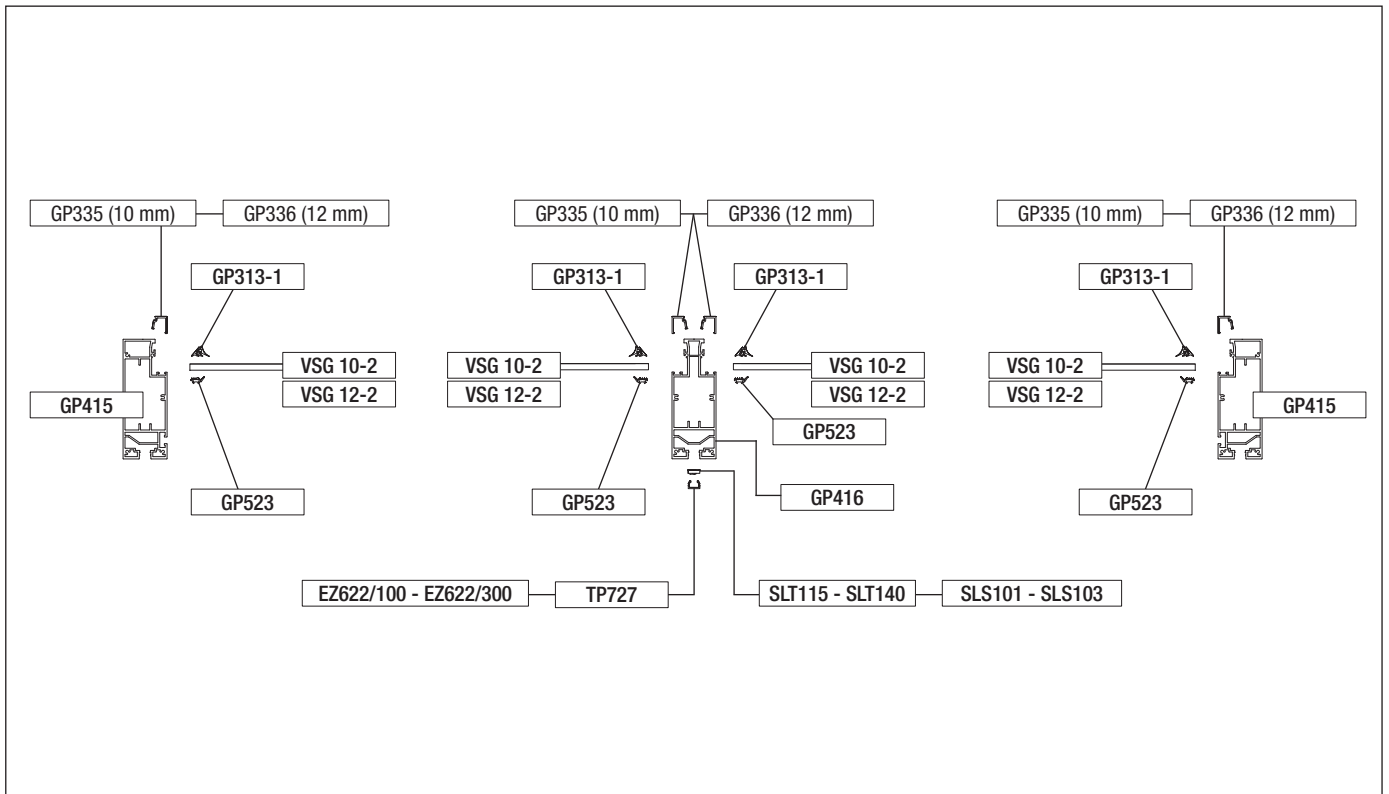 GP335 (10 mm) GP336 (12 mm) GP335 (10 mm) GP336 (12 mm) GP335 (10 mm) GP336 (12 mm)
GP313-1 GP313-1 GP313-1 GP313-1
VSG 10-2 VSG 10-2 VSG 10-2 VSG 10-2
VSG 12-2 VSG 12-2 VSG 12-2 VSG 12-2
GP415 GP415
GP523
GP523 GP523 GP416 GP523
EZ622/100 - EZ622/300 TP727 SLT115 - SLT140 SLS101 - SLS103